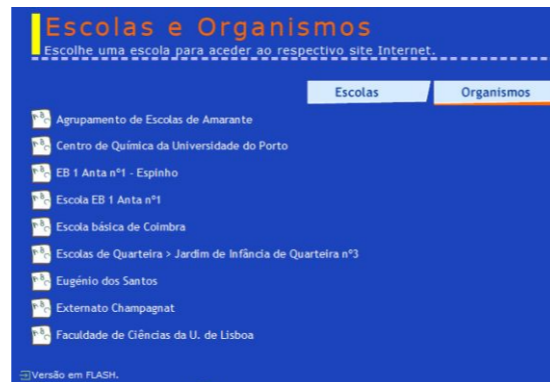 Escolas e Organismos
Escolhe uma escola para aceder ao respectivo site Internet.
Escolas Organismos
Agrupamento de Escolas de Amarante
Centro de Química da Universidade do Porto
EB 1 Anta nº1 - Espinho
Escola EB 1 Anta nº1
Escola básica de Coimbra
Escolas de Quarteira > Jardim de Infância de Quarteira nº3
Eugénio dos Santos
Externato Champagnat
Faculdade de Ciências da U. de Lisboa
Versão em FLASH.